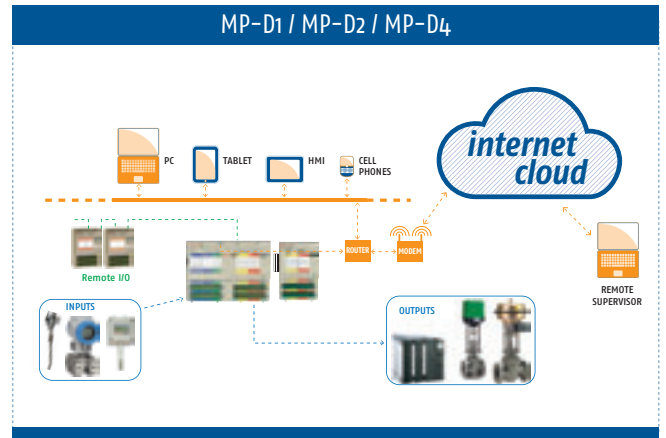 MP-D1 / MP-D2 / MP-D4
internet
cloud
PC
TABLET
HMI
CELL
PHONES
ROUTER
MODEM
Remote I/O
REMOTE
SUPERVISOR
INPUTS
OUTPUTS